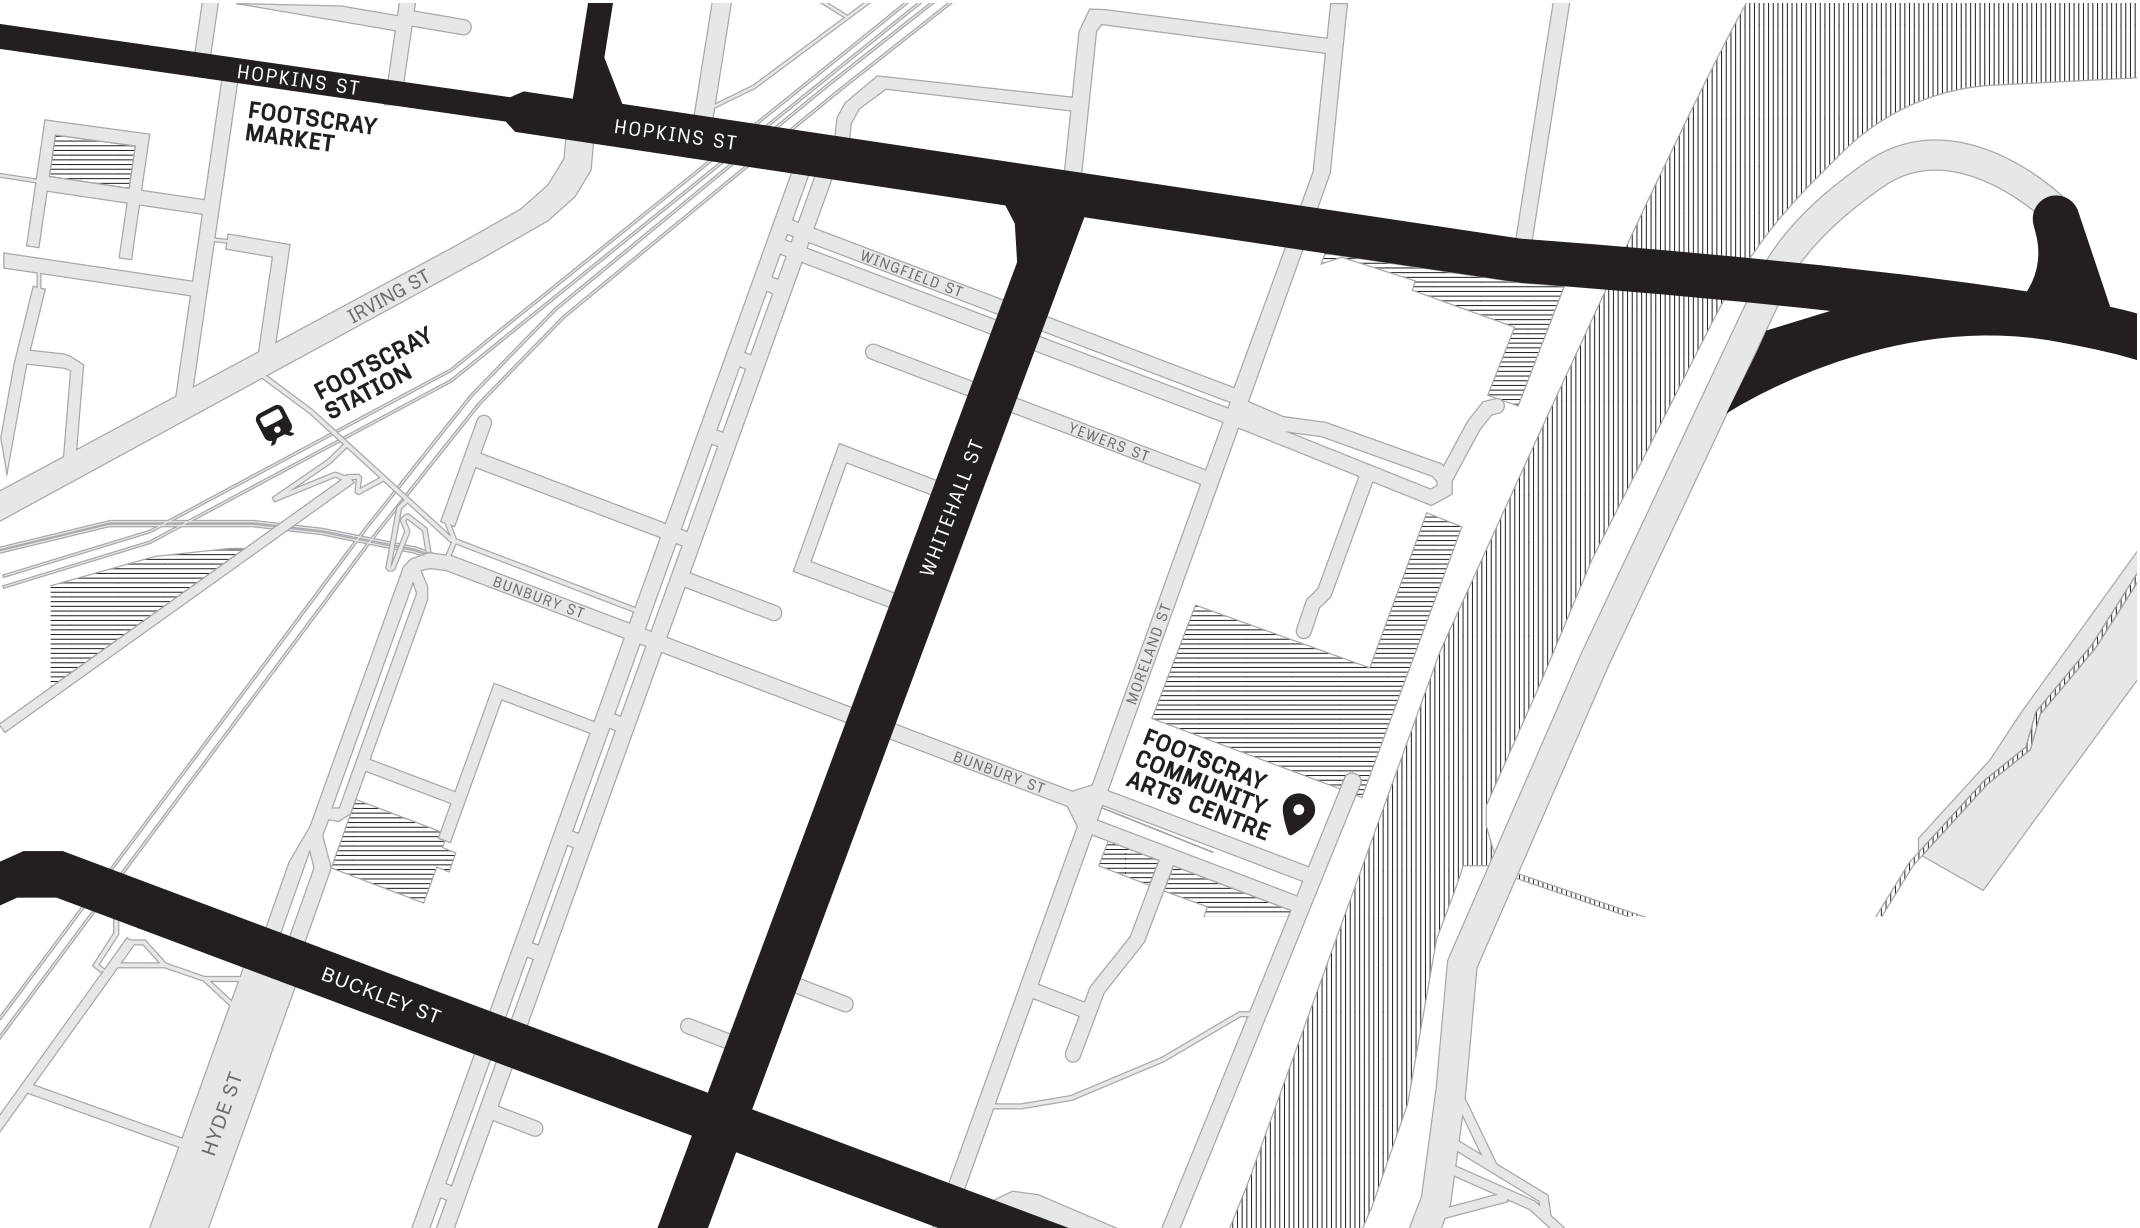 HOPKINS ST
FOOTSCRAY
MARKET
HOPKINS ST
IRVING ST
WINGFIELD ST
FOOTSCRAY
STATION
YEWERS ST
WHITEHALL ST
BUNBURY ST
MORELAND ST
BUNBURY ST
FOOTSCRAY
COMMUNITY
ARTS CENTRE
BUCKLEY ST
HYDE ST